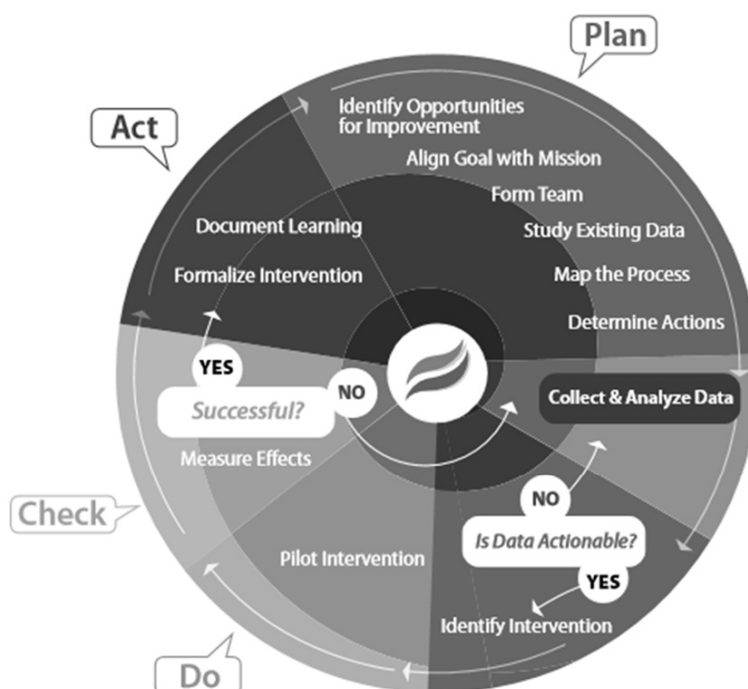 Plan
Identify Opportunities
for Improvement
Align Goal with Mission
Form Team
Study Existing Data
Map the Process
Determine Actions
Collect & Analyze Data
NO
Is Data Actionable?
YES
Identify Intervention
Do
Pilot Intervention
Check
Measure Effects
Successful?
NO
YES
Act
Formalize Intervention
Document Learning